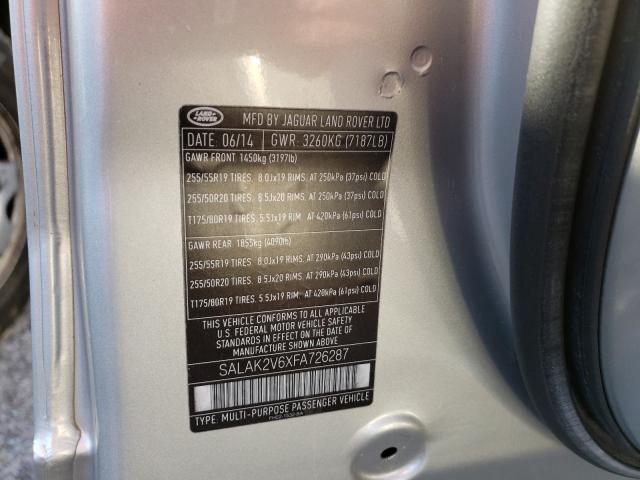 LAND ROVER
MFD BY JAGUAR LAND ROVER LTD
DATE: 06/14 GWR: 3260KG (7187LB)
GAWR FRONT 1450kg (3197lb)
255/55R19 TIRES. 8.0Jx19 RIMS. AT 250kPa (37psi) COLD
255/50R20 TIRES 8.5Jx20 RIMS. AT 250kPa (37psi) COLD
T175/80R19 TIRES. 5.5Jx19 RIM. AT 420kPa (61psi) COLD
GAWR REAR 1855kg (4090lb)
255/55R19 TIRES. 8.0Jx19 RIMS. AT 290kPa (43psi) COLD
255/50R20 TIRES. 8.5Jx20 RIMS. AT 290kPa (43psi) COLD
T175/80R19 TIRES. 5.5Jx19 RIM. AT 420kPa (61psi) COLD
THIS VEHICLE CONFORMS TO ALL APPLICABLE
U.S. FEDERAL MOTOR VEHICLE SAFETY
STANDARDS IN EFFECT ON THE DATE OF
MANUFACTURE SHOWN ABOVE
SALAK2V6XFA726287
TYPE: MULTI-PURPOSE PASSENGER VEHICLE